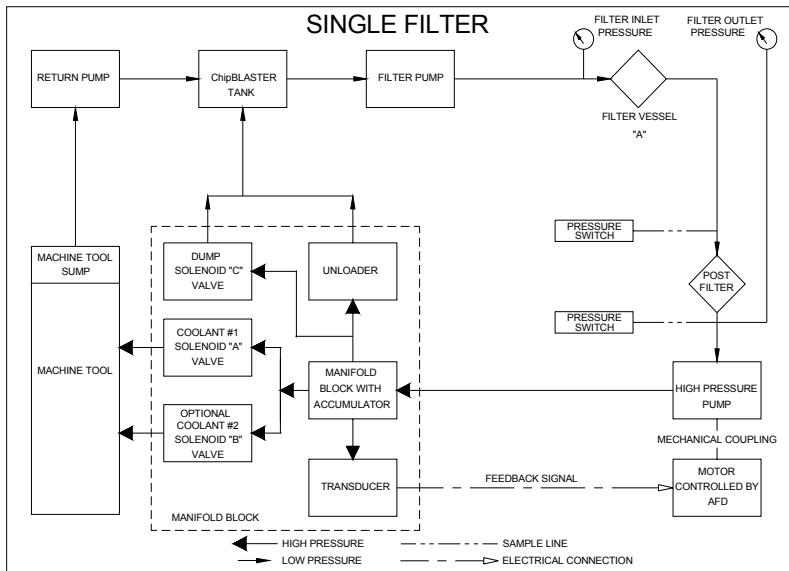 SINGLE FILTER
FILTER INLET
PRESSURE
FILTER OUTLET
PRESSURE
RETURN PUMP
ChipBLASTER
TANK
FILTER PUMP
FILTER VESSEL
"A"
PRESSURE
SWITCH
POST
FILTER
PRESSURE
SWITCH
MACHINE TOOL
SUMP
DUMP
SOLENOID "C"
VALVE
UNLOADER
MACHINE TOOL
COOLANT #1
SOLENOID "A"
VALVE
MANIFOLD
BLOCK WITH
ACCUMULATOR
HIGH PRESSURE
PUMP
OPTIONAL
COOLANT #2
SOLENOID "B"
VALVE
MECHANICAL COUPLING
TRANSDUCER
FEEDBACK SIGNAL
MOTOR
CONTROLLED BY
AFD
MANIFOLD BLOCK
HIGH PRESSURE
SAMPLE LINE
LOW PRESSURE
ELECTRICAL CONNECTION